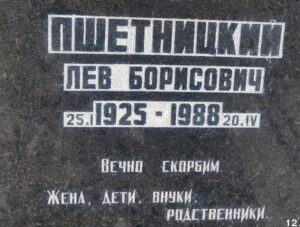 ПШЕТНИЦКИЙ
ЛЕВ БОРИСОВИЧ
25.I 1925 - 1988 20.IV
Вечно скорбим
Жена, дети, внуки,
родственники.
12